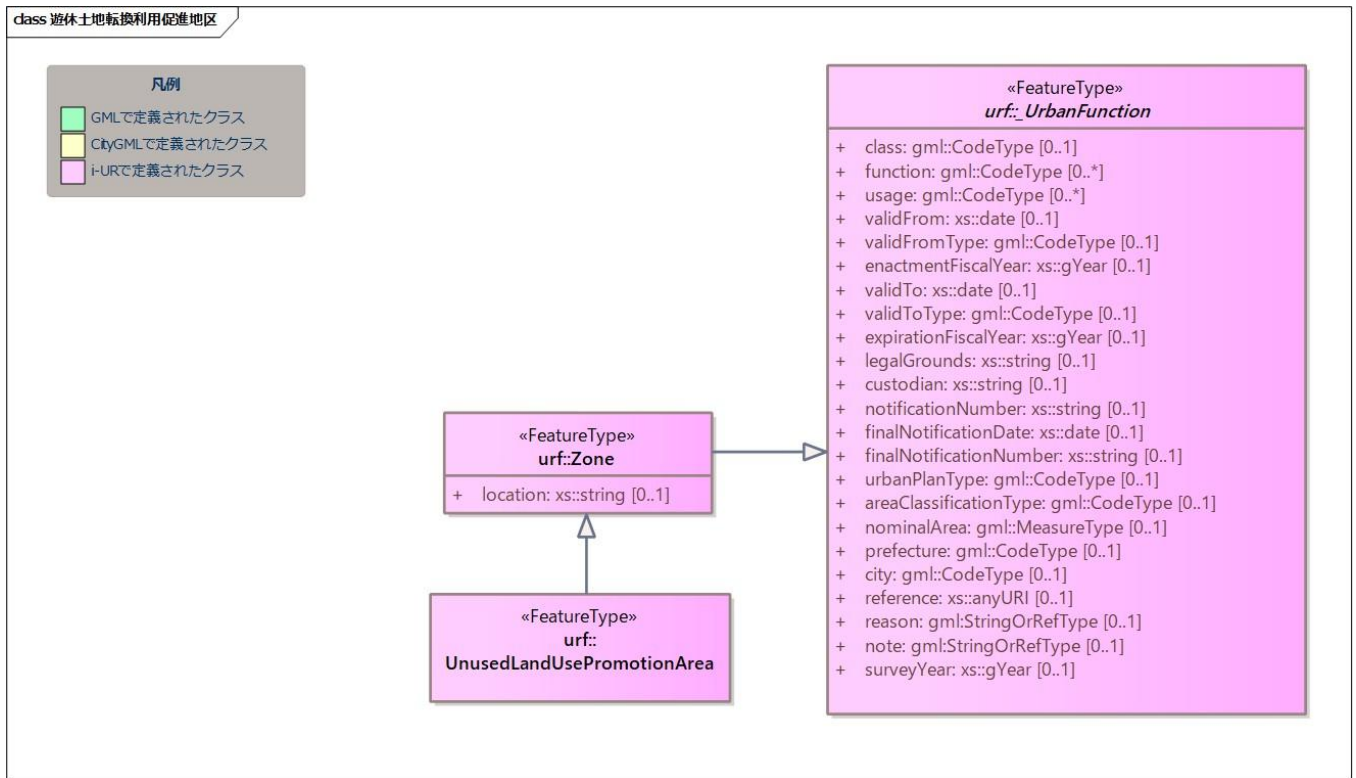 class 遊休土地転換利用促進地区
凡例
GMLで定義されたクラス
CityGMLで定義されたクラス
i-URで定義されたクラス
«FeatureType»
urf::_UrbanFunction
+ class: gml::CodeType [0..1]
+ function: gml::CodeType [0..*]
+ usage: gml::CodeType [0..*]
+ validFrom: xs::date [0..1]
+ validFromType: gml::CodeType [0..1]
+ enactmentFiscalYear: xs::gYear [0..1]
+ validTo: xs::date [0..1]
+ validToType: gml::CodeType [0..1]
+ expirationFiscalYear: xs::gYear [0..1]
+ legalGrounds: xs::string [0..1]
+ custodian: xs::string [0..1]
+ notificationNumber: xs::string [0..1]
+ finalNotificationDate: xs::date [0..1]
+ finalNotificationNumber: xs::string [0..1]
+ urbanPlanType: gml::CodeType [0..1]
+ areaClassificationType: gml::CodeType [0..1]
+ nominalArea: gml::MeasureType [0..1]
+ prefecture: gml::CodeType [0..1]
+ city: gml::CodeType [0..1]
+ reference: xs::anyURI [0..1]
+ reason: gml:StringOrRefType [0..1]
+ note: gml:StringOrRefType [0..1]
+ surveyYear: xs::gYear [0..1]
«FeatureType»
urf::Zone
+ location: xs::string [0..1]
«FeatureType»
urf::
UnusedLandUsePromotionArea